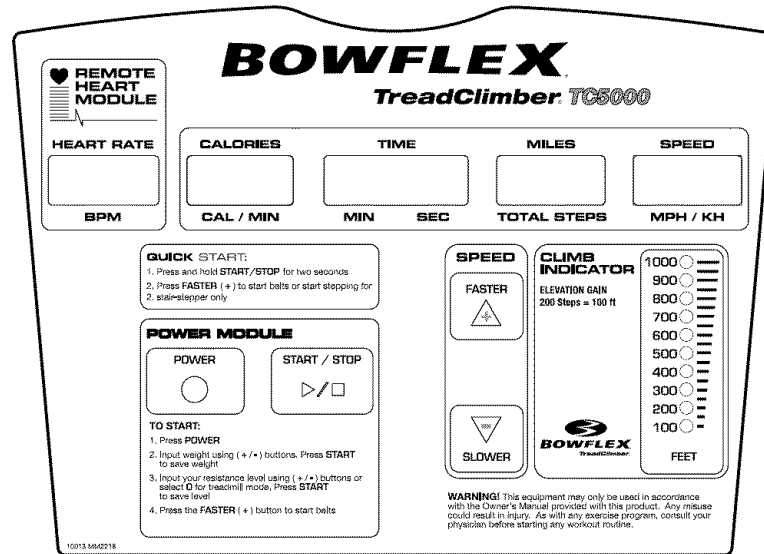 BOWFLEX
TreadClimber TC5000
REMOTE
HEART
MODULE
HEART RATE
BPM
CALORIES
CAL / MIN
TIME
MIN SEC
MILES
TOTAL STEPS
SPEED
MPH / KH
QUICK START:
1. Press and hold START/STOP for two seconds
2. Press FASTER (+) to start belts or start stepping for
2. stair-stepper only
POWER MODULE
POWER
START / STOP
TO START:
1. Press POWER
2. Input weight using (+/-) buttons. Press START
to save weight
3. Input your resistance level using (+/-) buttons or
select 0 for treadmill mode. Press START
to save level
4. Press the FASTER (+) button to start belts
SPEED
FASTER
SLOWER
CLIMB
INDICATOR
ELEVATION GAIN
200 Steps = 100 ft
BOWFLEX
TreadClimber
1000
900
800
700
600
500
400
300
200
100
FEET
WARNING! This equipment may only be used in accordance
with the Owner's Manual provided with this product. Any misuse
could result in injury. As with any exercise program, consult your
physician before starting any workout routine.
10013 MM2218